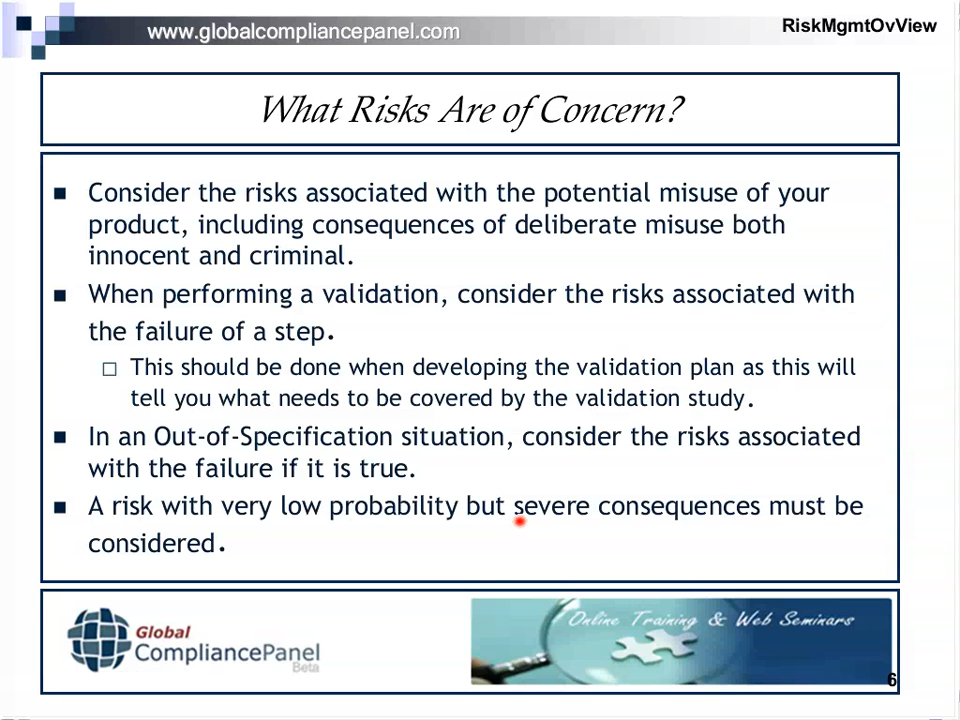 www.globalcompliancepanel.com
RiskMgmtOvView
What Risks Are of Concern?
Consider the risks associated with the potential misuse of your
product, including consequences of deliberate misuse both
innocent and criminal.
When performing a validation, consider the risks associated with
the failure of a step.
This should be done when developing the validation plan as this will
tell you what needs to be covered by the validation study.
In an Out-of-Specification situation, consider the risks associated
with the failure if it is true.
A risk with very low probability but severe consequences must be
considered.
Global
CompliancePanel
Beta
Online Training & Web Seminars
6